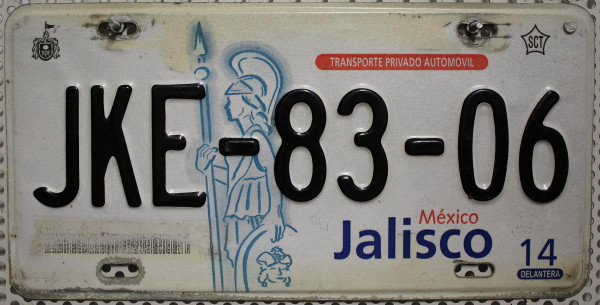 SCT
TRANSPORTE PRIVADO AUTOMOVIL
JKE-83-06
México
Jalisco
14
DELANTERA